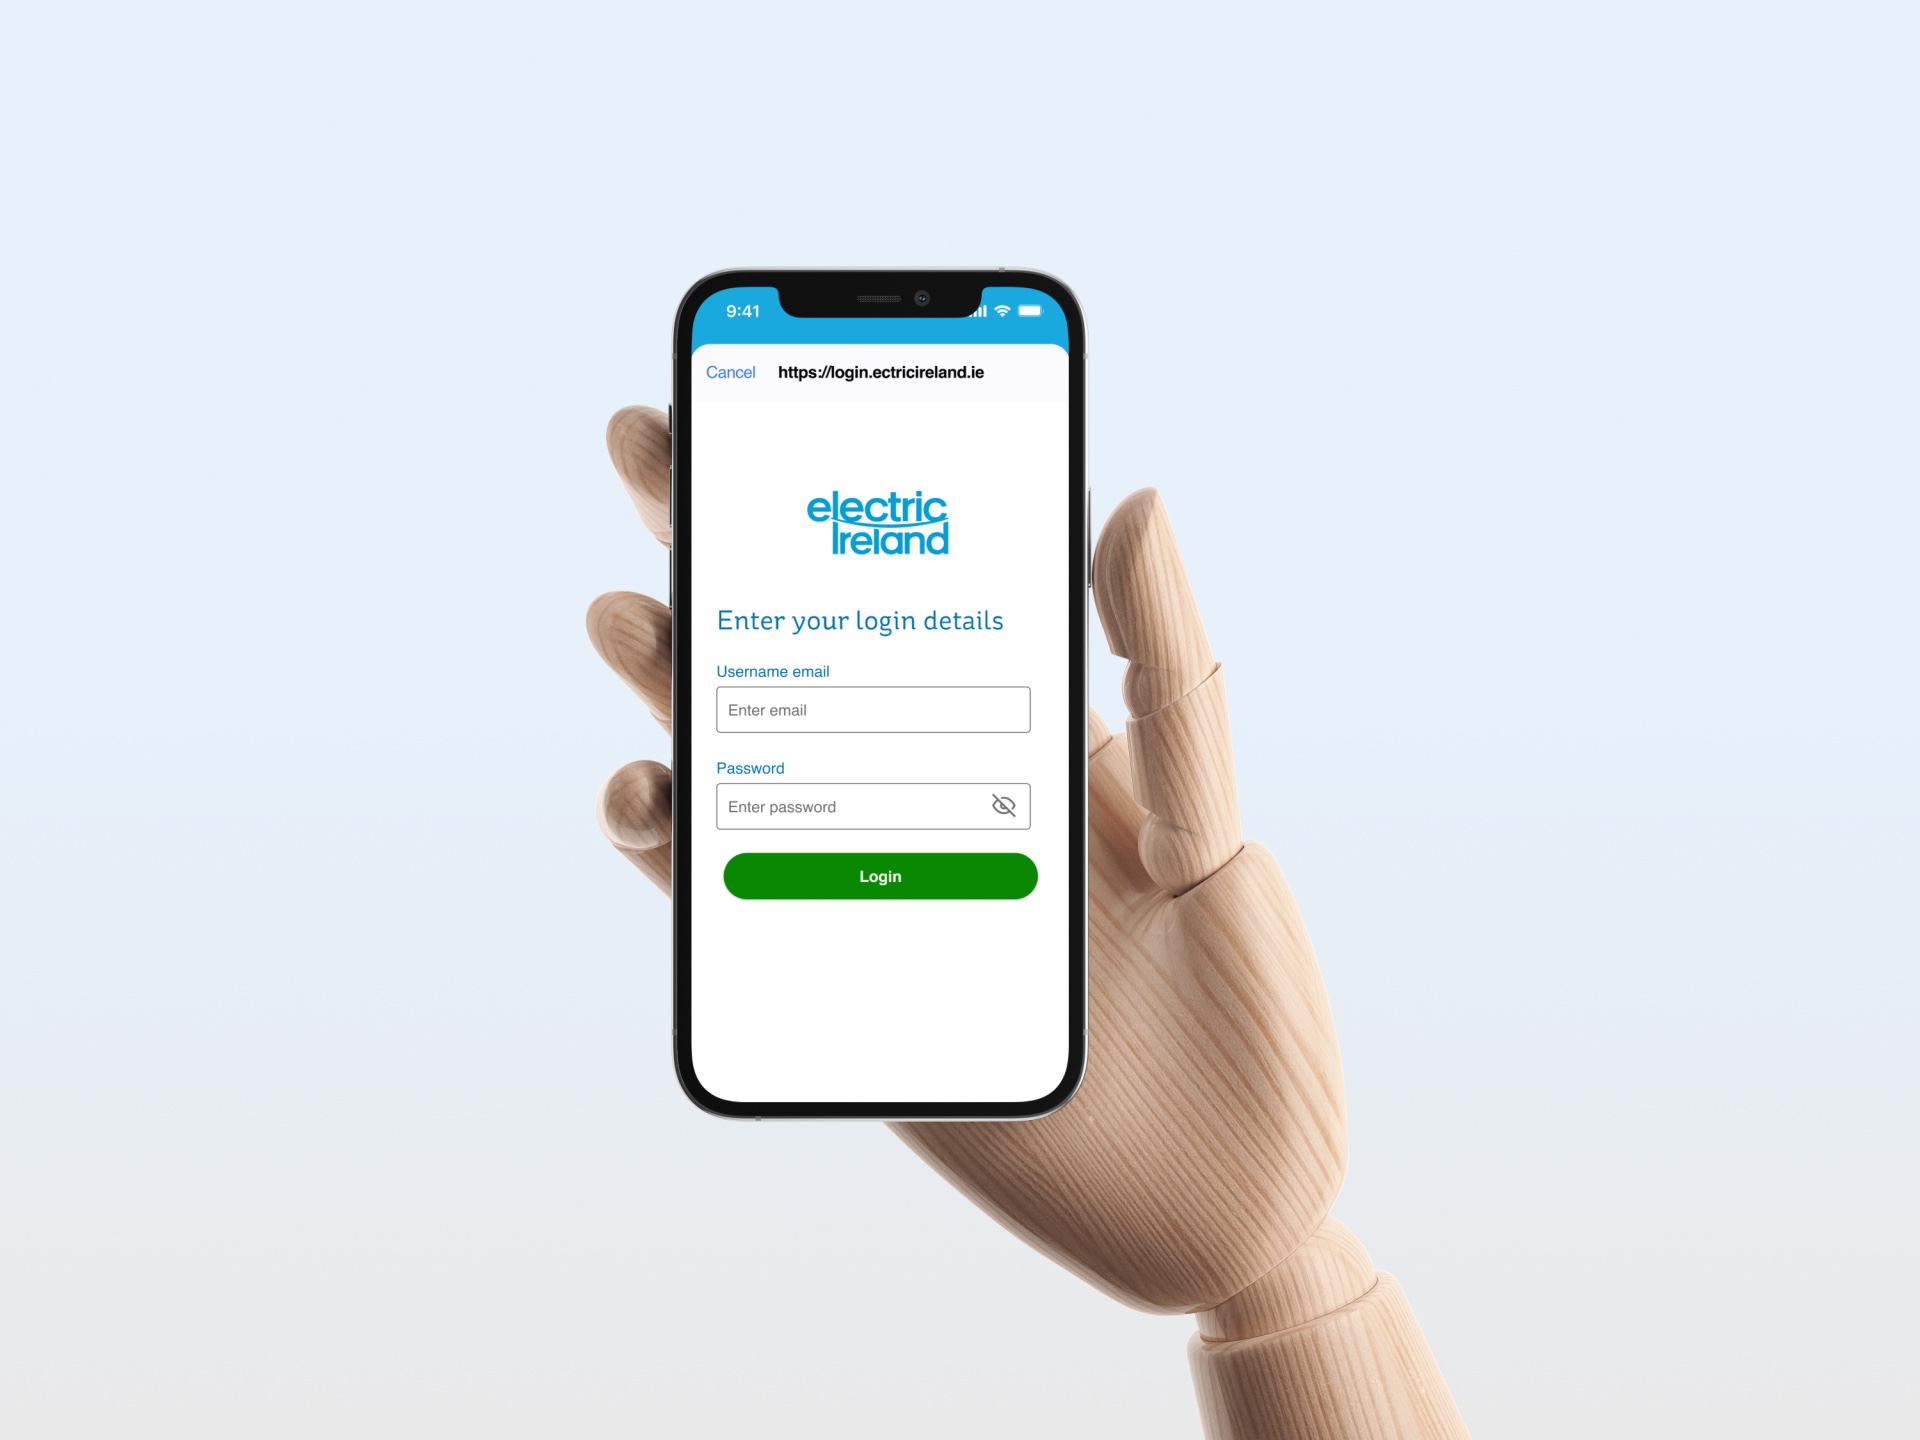 9:41
Cancel https://login.ectricireland.ie
electric
Ireland
Enter your login details
Username email
Enter email
Password
Enter password
Login